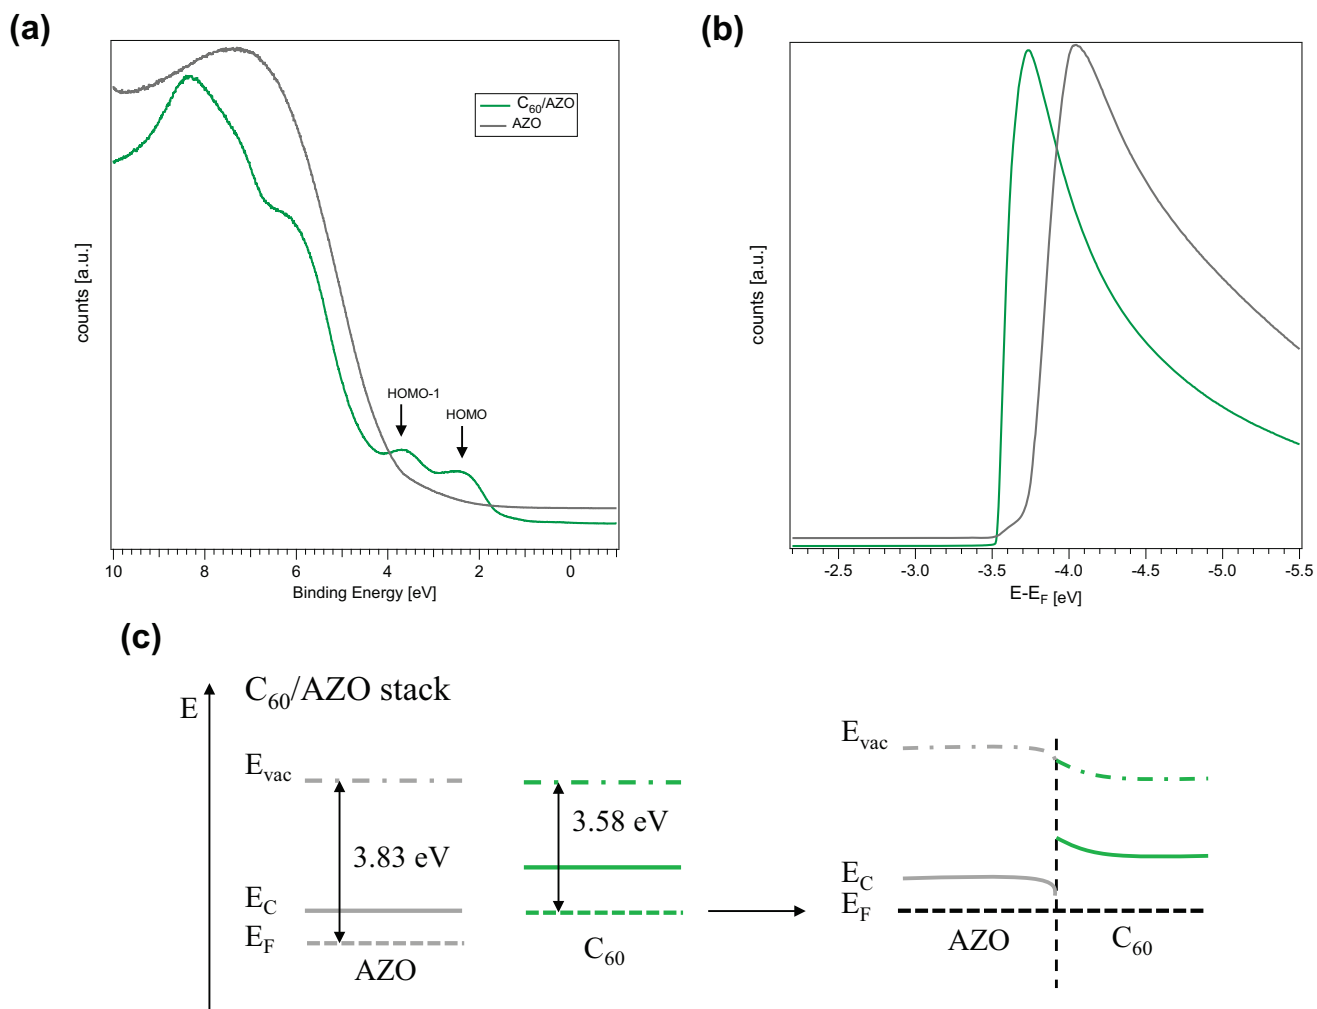 (a)
C60/AZO
AZO
HOMO-1
HOMO
counts [a.u.]
10 8 6 4 2 0
Binding Energy [eV]
(b)
counts [a.u.]
-2.5 -3.0 -3.5 -4.0 -4.5 -5.0 -5.5
E-EF [eV]
(c)
E
C60/AZO stack
Evac
3.83 eV
EC
EF
AZO
3.58 eV
C60
Evac
EC
EF
AZO
C60